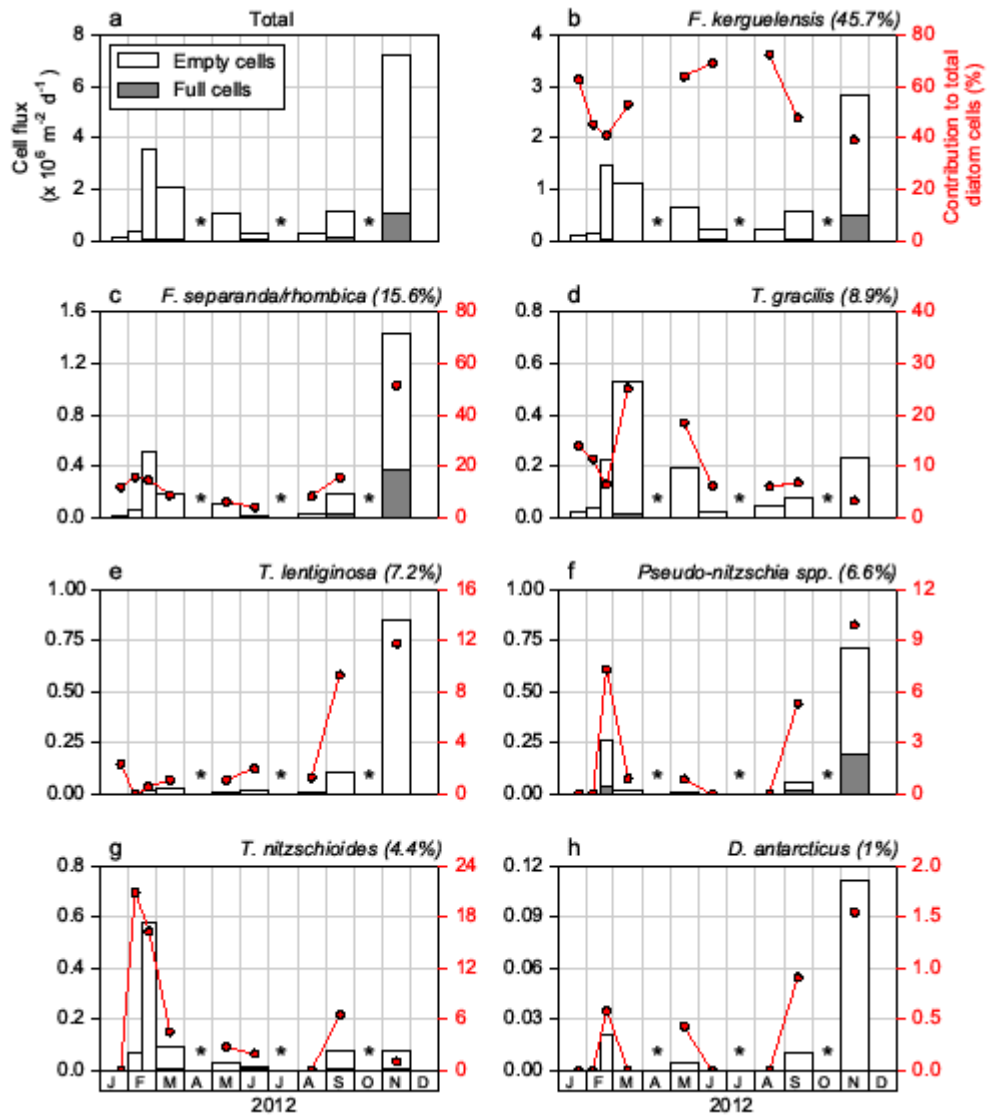 a Total
b F. kerguelensis (45.7%)
8 6 4 2 0
Cell flux
(x 10⁶ m⁻² d⁻¹)
Empty cells
Full cells
* * *
4 3 2 1 0
* * *
80 60 40 20 0
Contribution to total
diatom cells (%)
c F. separanda/rhombica (15.6%)
d T. gracilis (8.9%)
1.6 1.2 0.8 0.4 0.0
* * *
80 60 40 20 0
0.8 0.6 0.4 0.2 0.0
* * *
40 30 20 10 0
e T. lentiginosa (7.2%)
f Pseudo-nitzschia spp. (6.6%)
1.00 0.75 0.50 0.25 0.00
* * *
16 12 8 4 0
1.00 0.75 0.50 0.25 0.00
* * *
12 9 6 3 0
g T. nitzschioides (4.4%)
h D. antarcticus (1%)
0.8 0.6 0.4 0.2 0.0
* * *
24 18 12 6 0
0.12 0.09 0.06 0.03 0.00
* * *
2.0 1.5 1.0 0.5 0.0
J F M A M J J A S O N D
J F M A M J J A S O N D
2012
2012